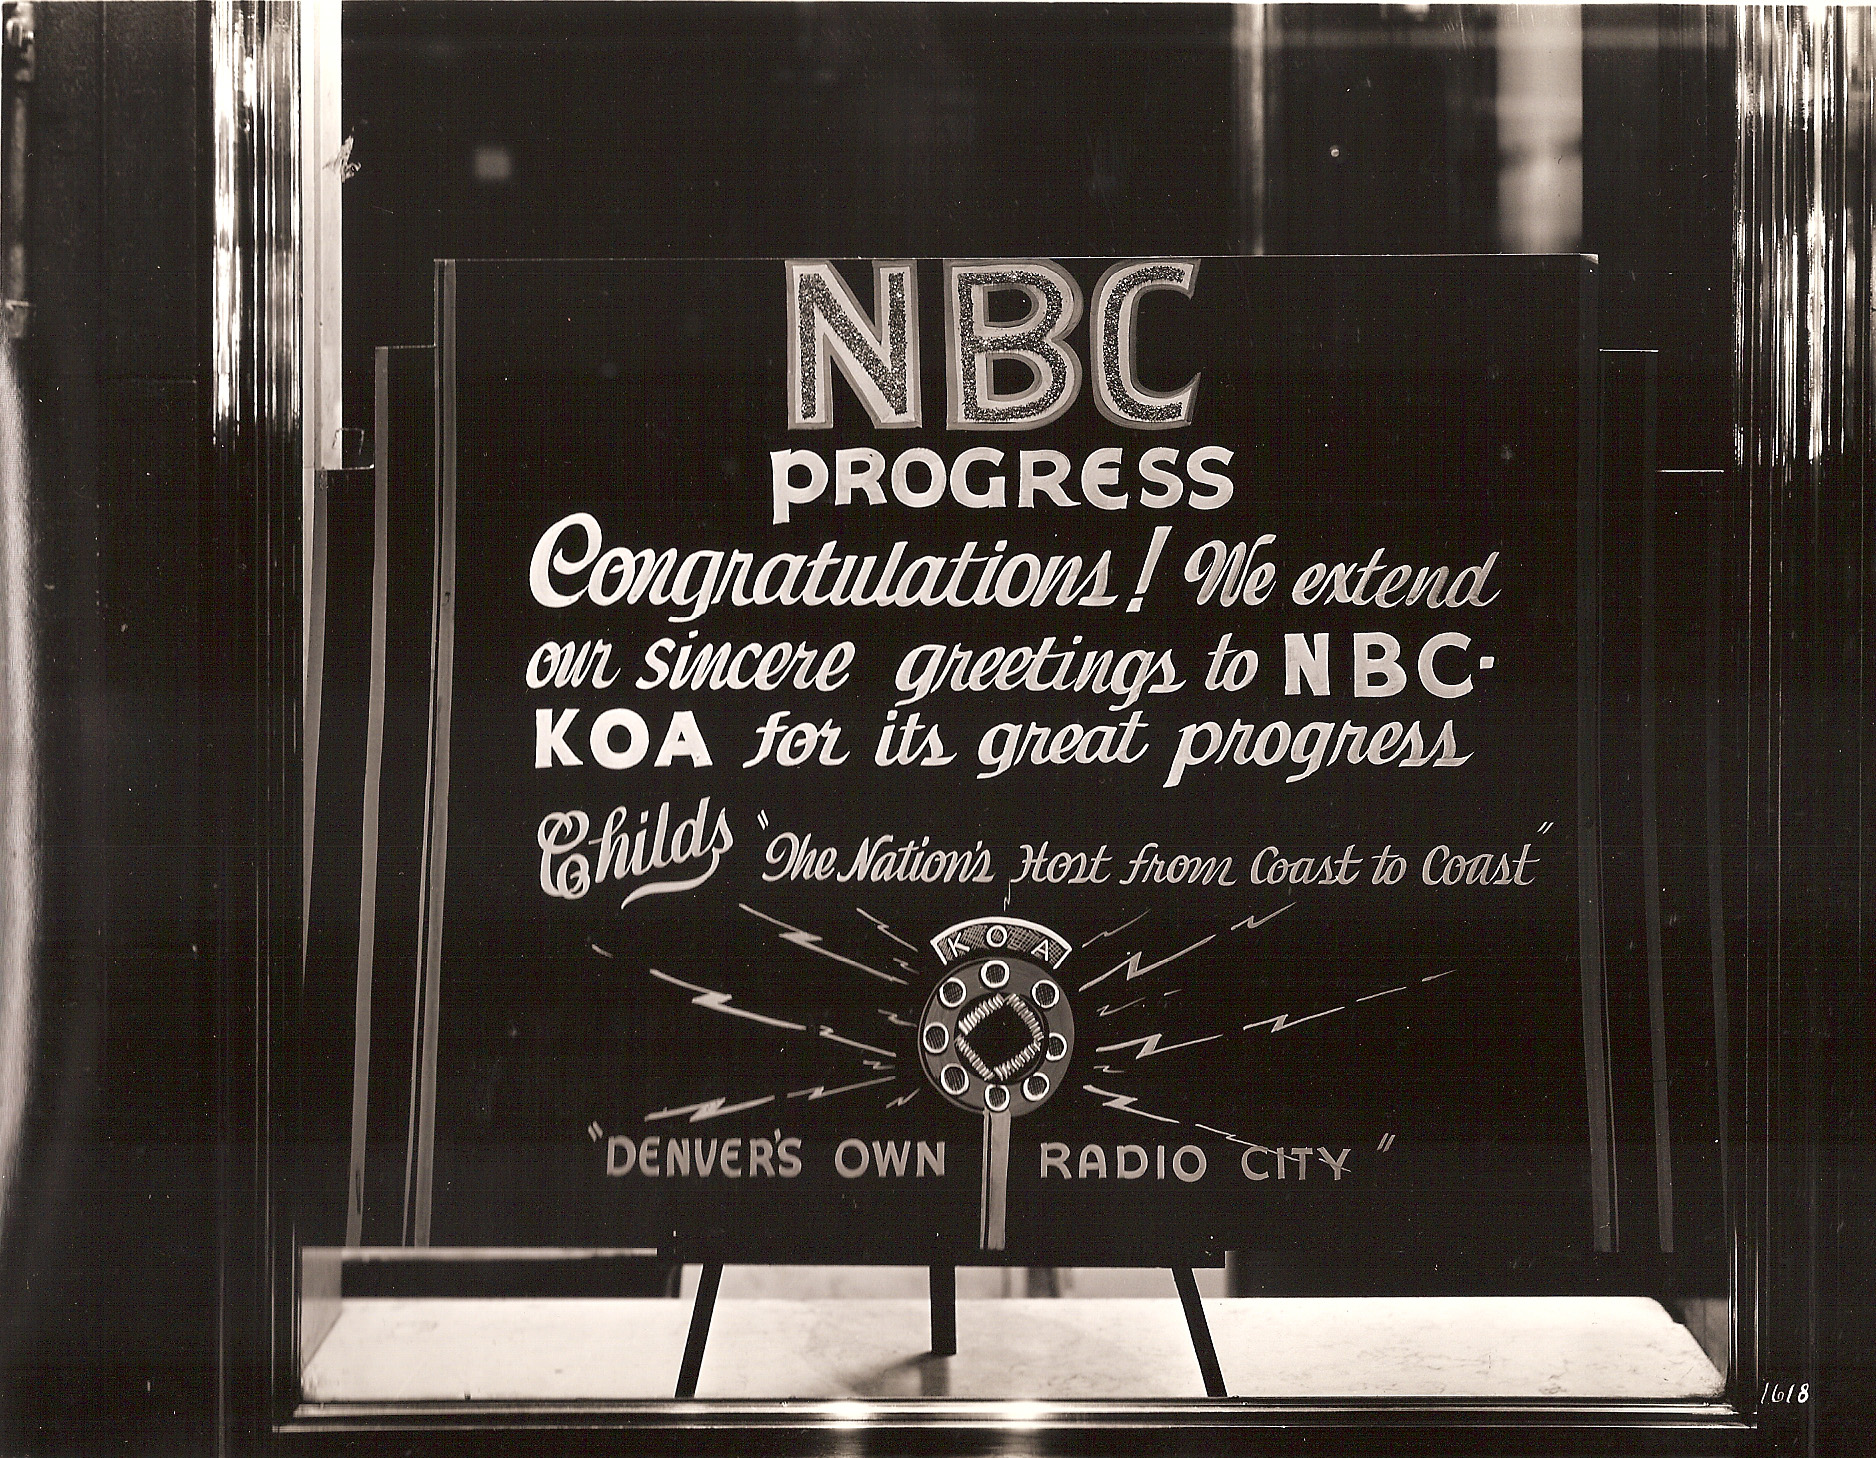 NBC
PROGRESS
Congratulations! We extend
our sincere greetings to NBC-
KOA for its great progress
Childs "The Nation's Host from Coast to Coast"
KOA
"DENVER'S OWN RADIO CITY"
1618